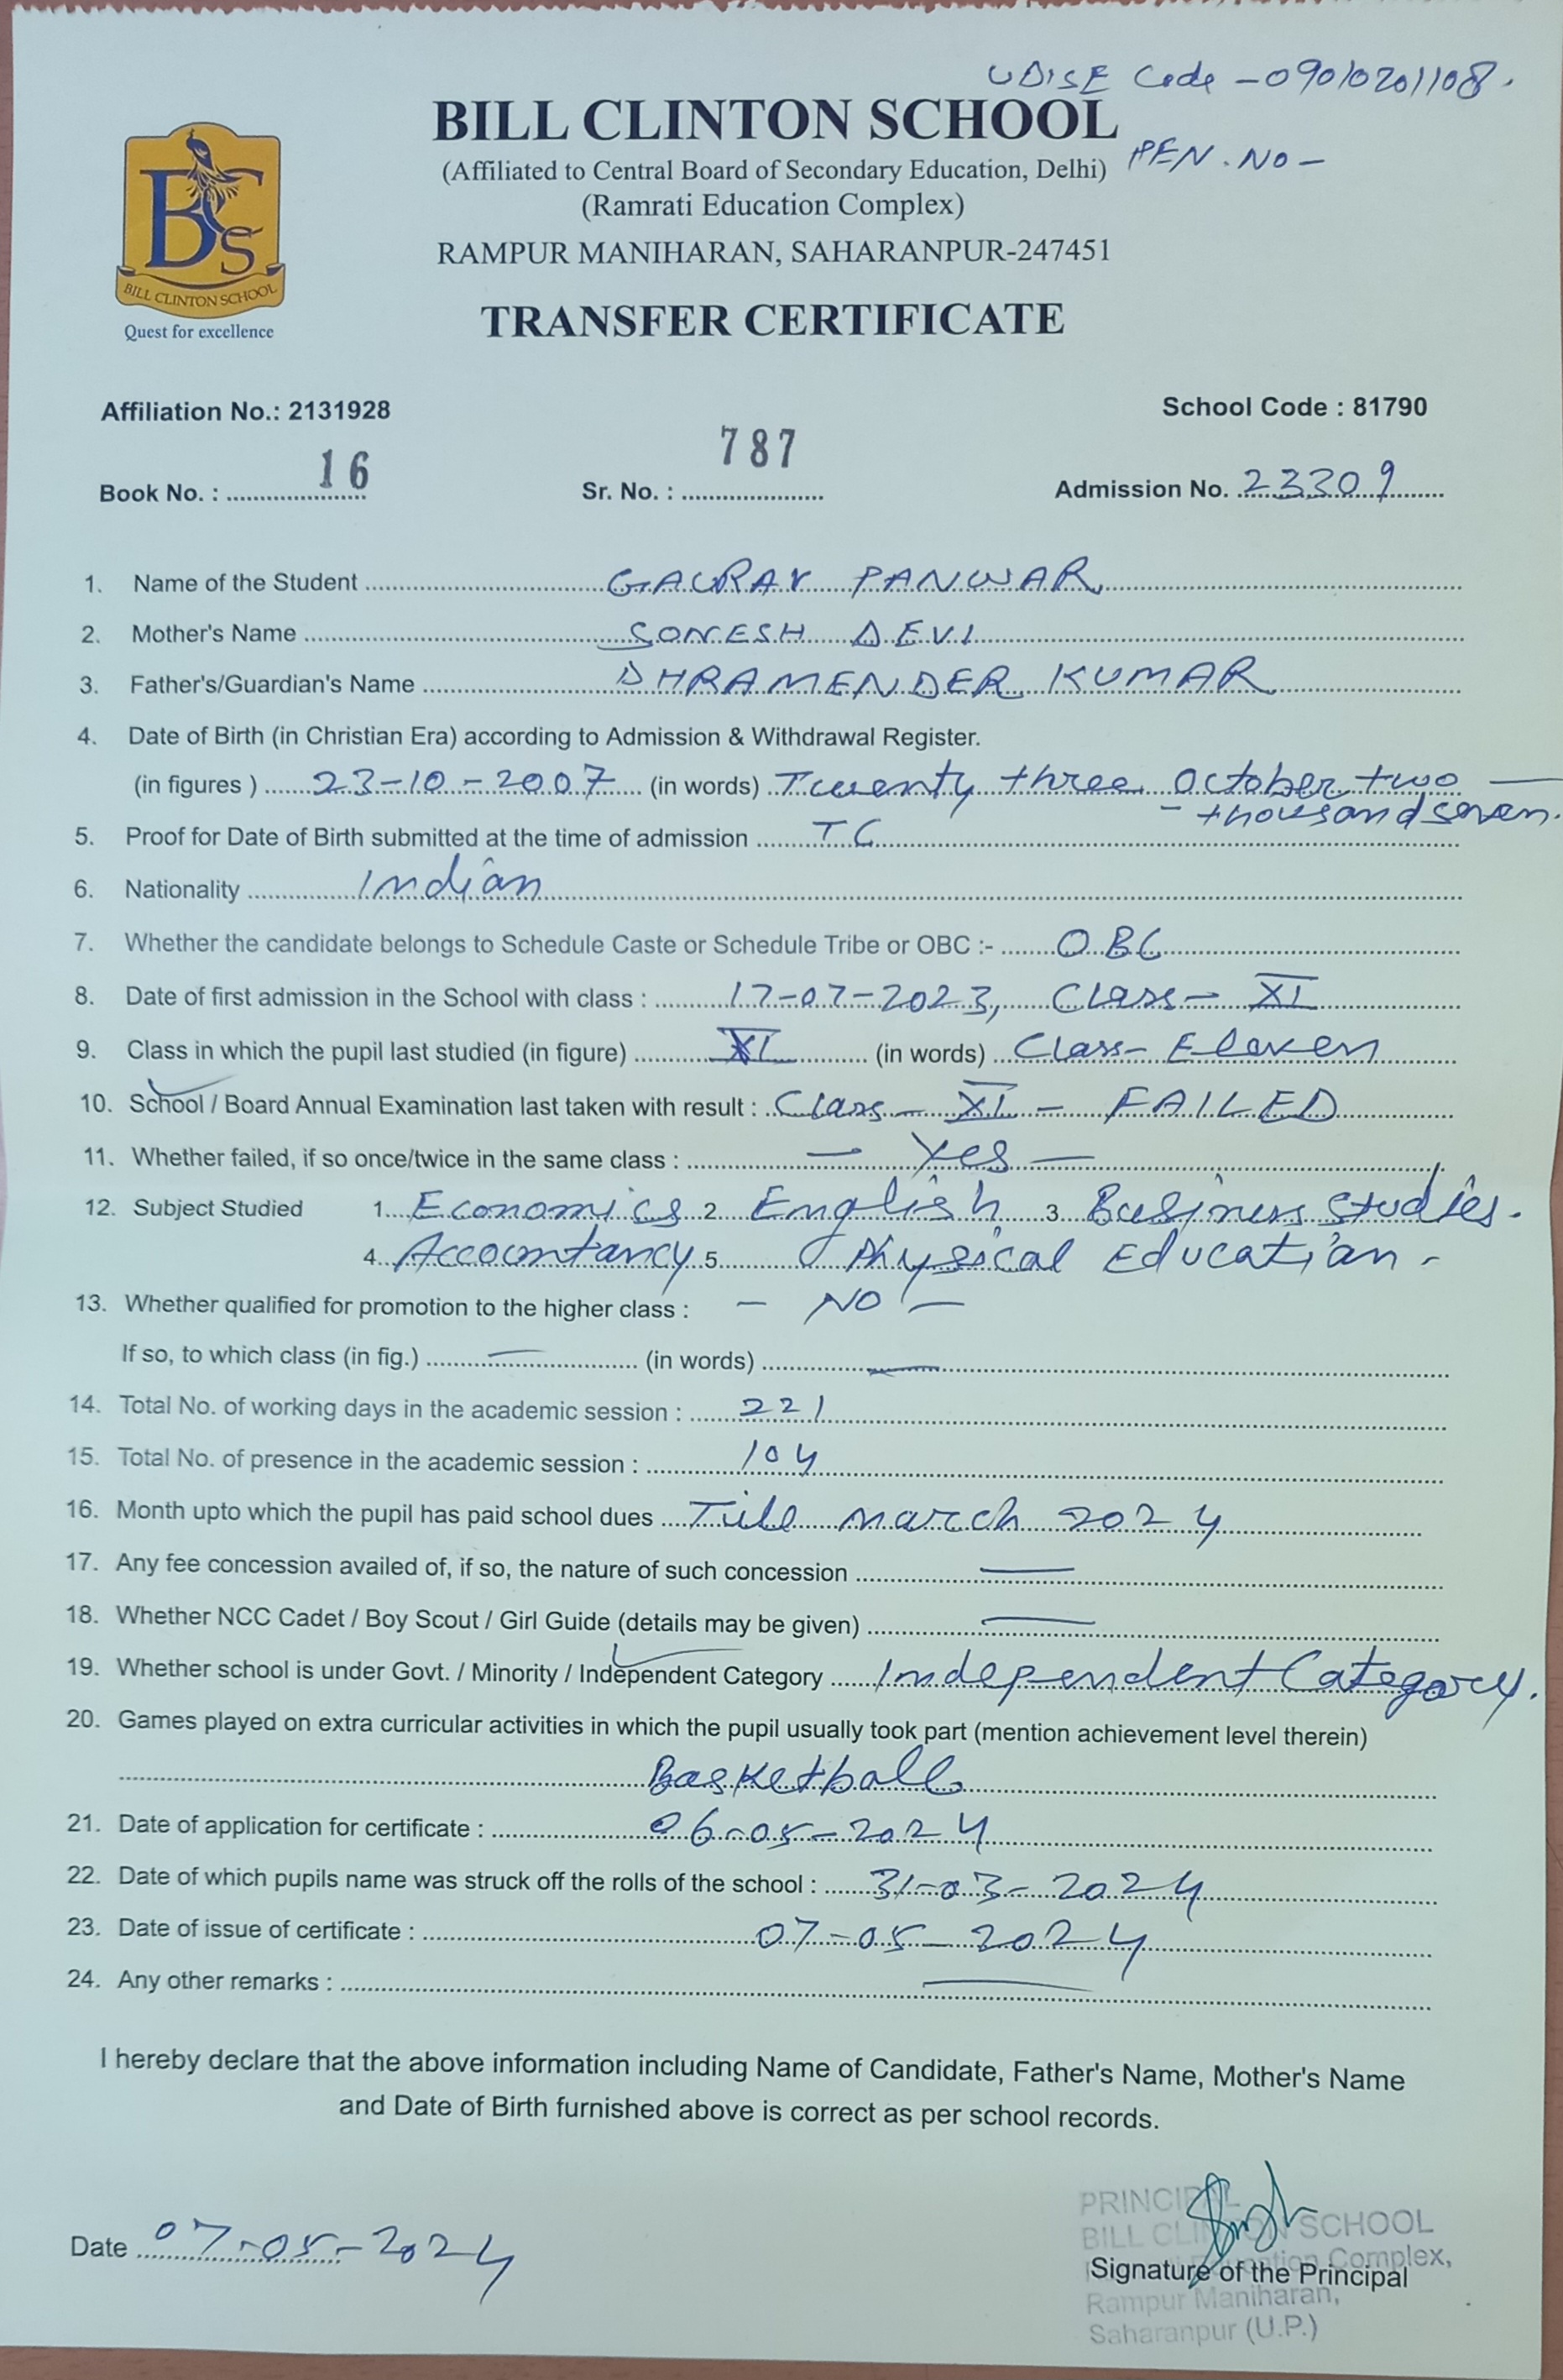 UDISE Code - 09010201108.
BILL CLINTON SCHOOL
(Affiliated to Central Board of Secondary Education, Delhi) PEN. NO -
(Ramrati Education Complex)
RAMPUR MANIHARAN, SAHARANPUR-247451
BCS
BILL CLINTON SCHOOL
Quest for excellence
TRANSFER CERTIFICATE
Affiliation No.: 2131928 School Code : 81790
Book No. : 16 Sr. No. : 787 Admission No. 23309
1. Name of the Student GAURAV PANWAR
2. Mother's Name SONESH DEVI
3. Father's/Guardian's Name DHRAMENDER KUMAR
4. Date of Birth (in Christian Era) according to Admission & Withdrawal Register.
(in figures ) 23-10-2007 (in words) Twenty three October two —
- thousand seven.
5. Proof for Date of Birth submitted at the time of admission TC
6. Nationality Indian
7. Whether the candidate belongs to Schedule Caste or Schedule Tribe or OBC :- OBC
8. Date of first admission in the School with class : 17-07-2023, Class - XI
9. Class in which the pupil last studied (in figure) XI (in words) Class - Eleven
10. School / Board Annual Examination last taken with result : Class - XI - FAILED
11. Whether failed, if so once/twice in the same class : — Yes —
12. Subject Studied 1. Economics 2. English 3. Business Studies.
4. Accountancy 5. Physical Education -
13. Whether qualified for promotion to the higher class : — NO —
If so, to which class (in fig.) — (in words) —
14. Total No. of working days in the academic session : 221
15. Total No. of presence in the academic session : 104
16. Month upto which the pupil has paid school dues Till march 2024
17. Any fee concession availed of, if so, the nature of such concession —
18. Whether NCC Cadet / Boy Scout / Girl Guide (details may be given) —
19. Whether school is under Govt. / Minority / Independent Category Independent Category.
20. Games played on extra curricular activities in which the pupil usually took part (mention achievement level therein)
Basketball
21. Date of application for certificate : 06-05-2024
22. Date of which pupils name was struck off the rolls of the school : 31-03-2024
23. Date of issue of certificate : 07-05-2024
24. Any other remarks : —
I hereby declare that the above information including Name of Candidate, Father's Name, Mother's Name
and Date of Birth furnished above is correct as per school records.
PRINCIPAL
BILL CLINTON SCHOOL
Date 07-05-2024
Education Complex,
Signature of the Principal
Rampur Maniharan,
Saharanpur (U.P.)